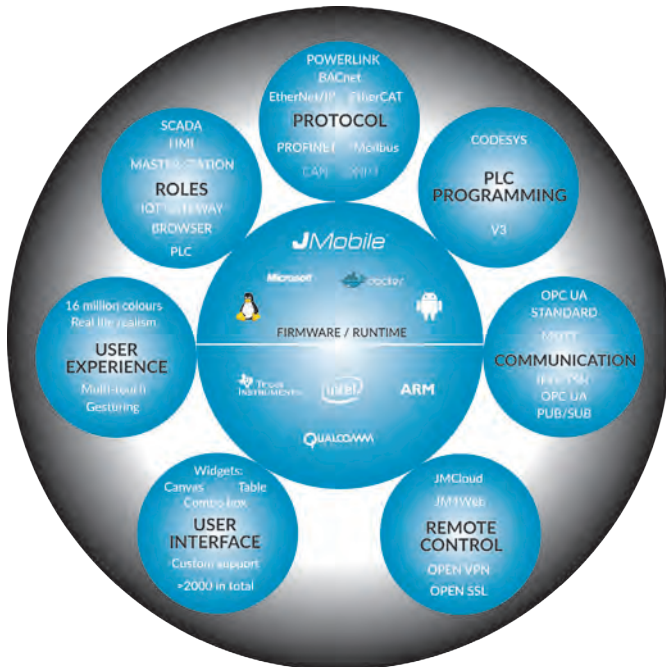 POWERLINK
BACnet
EtherNet/IP EtherCAT
PROTOCOL
PROFINET Modbus
CAN
CODESYS
PLC
PROGRAMMING
V3
OPC UA
STANDARD
MQTT
COMMUNICATION
OPC UA
PUB/SUB
JMCloud
JM4Web
REMOTE
CONTROL
OPEN VPN
OPEN SSL
Widgets:
Canvas Table
Combo box
USER
INTERFACE
Custom support
>2000 in total
16 million colours
Real life realism
USER
EXPERIENCE
Multi-touch
Gesturing
SCADA
HMI
MASTER STATION
ROLES
IOT GATEWAY
BROWSER
PLC
JMobile
Microsoft docker
FIRMWARE / RUNTIME
TEXAS
INSTRUMENTS
intel
ARM
QUALCOMM